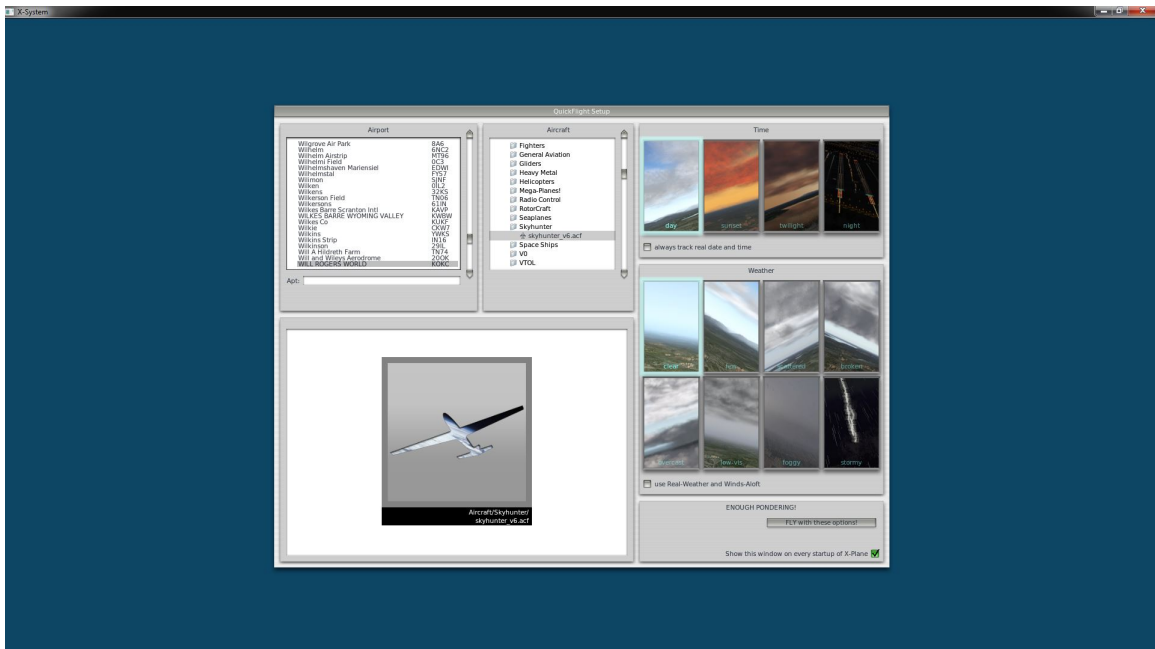 X-System
QuickFlight Setup
Airport
Wilgrove Air Park 8A6
Wilhelm 6NC2
Wilhelm Airstrip MT96
Wilhelmi Field 0C3
Wilhelmshaven Mariensiel EDWI
Wilhelmstal FY57
Wilimon SJNF
Wilken 0IL2
Wilkens 32KS
Wilkerson Field TN06
Wilkersons 61IN
Wilkes Barre Scranton Intl KAVP
WILKES BARRE WYOMING VALLEY KWBW
Wilkes Co KUKF
Wilkie CKW7
Wilkins YWKS
Wilkins Strip IN16
Wilkinson 29IL
Will A Hildreth Farm TN74
Will and Wileys Aerodrome 20OK
WILL ROGERS WORLD KOKC
Apt:
Aircraft
Fighters
General Aviation
Gliders
Heavy Metal
Helicopters
Mega-Planes!
Radio Control
RotorCraft
Seaplanes
Skyhunter
skyhunter_v6.acf
Space Ships
V0
VTOL
Time
day sunset twilight night
always track real date and time
Weather
clear few scattered broken
overcast low-vis foggy stormy
use Real-Weather and Winds-Aloft
Aircraft/Skyhunter/
skyhunter_v6.acf
ENOUGH PONDERING!
FLY with these options!
Show this window on every startup of X-Plane